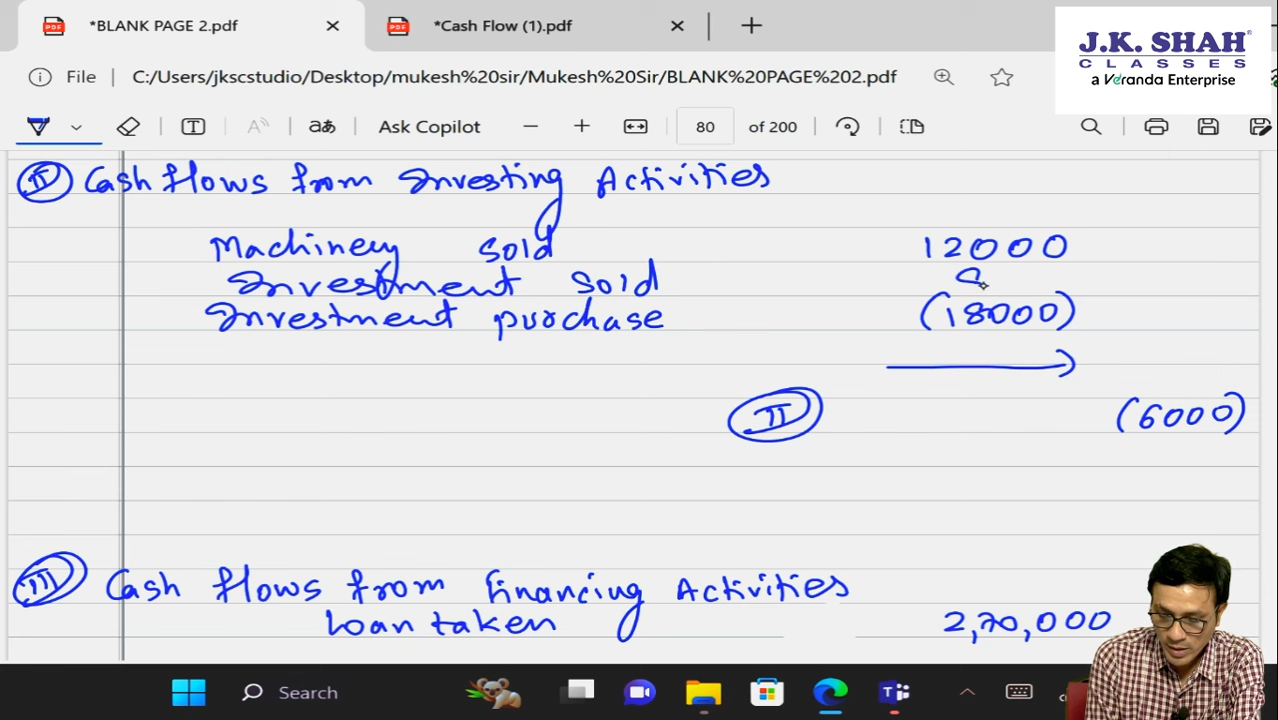 *BLANK PAGE 2.pdf
*Cash Flow (1).pdf
J.K. SHAH®
CLASSES
a Veranda Enterprise
File C:/Users/jkscstudio/Desktop/mukesh%20sir/Mukesh%20Sir/BLANK%20PAGE%202.pdf
Ask Copilot 80 of 200
II Cash flows from Investing Activities
Machinery sold 12000
Investment sold
Investment purchase (18000)
II (6000)
III Cash flows from financing Activities
Loan taken 2,70,000
Search